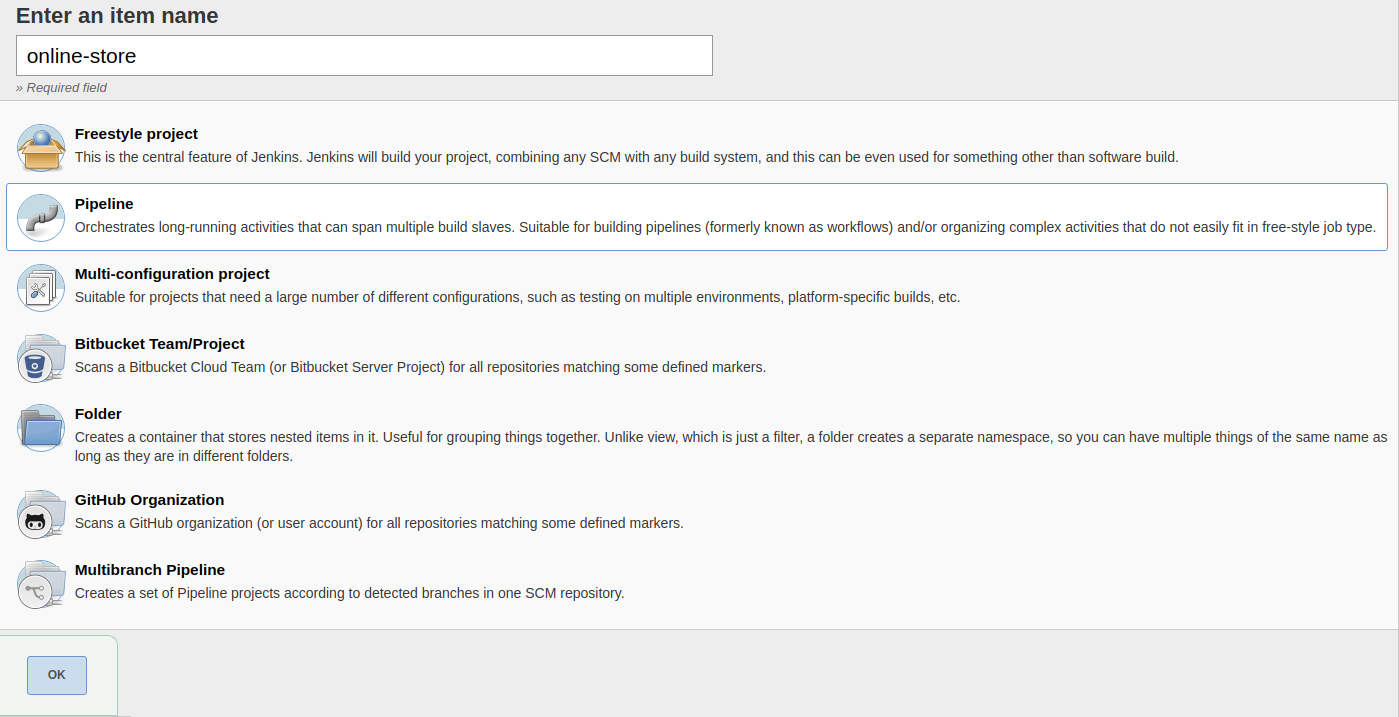 Enter an item name
online-store
» Required field
Freestyle project
This is the central feature of Jenkins. Jenkins will build your project, combining any SCM with any build system, and this can be even used for something other than software build.
Pipeline
Orchestrates long-running activities that can span multiple build slaves. Suitable for building pipelines (formerly known as workflows) and/or organizing complex activities that do not easily fit in free-style job type.
Multi-configuration project
Suitable for projects that need a large number of different configurations, such as testing on multiple environments, platform-specific builds, etc.
Bitbucket Team/Project
Scans a Bitbucket Cloud Team (or Bitbucket Server Project) for all repositories matching some defined markers.
Folder
Creates a container that stores nested items in it. Useful for grouping things together. Unlike view, which is just a filter, a folder creates a separate namespace, so you can have multiple things of the same name as
long as they are in different folders.
GitHub Organization
Scans a GitHub organization (or user account) for all repositories matching some defined markers.
Multibranch Pipeline
Creates a set of Pipeline projects according to detected branches in one SCM repository.
OK